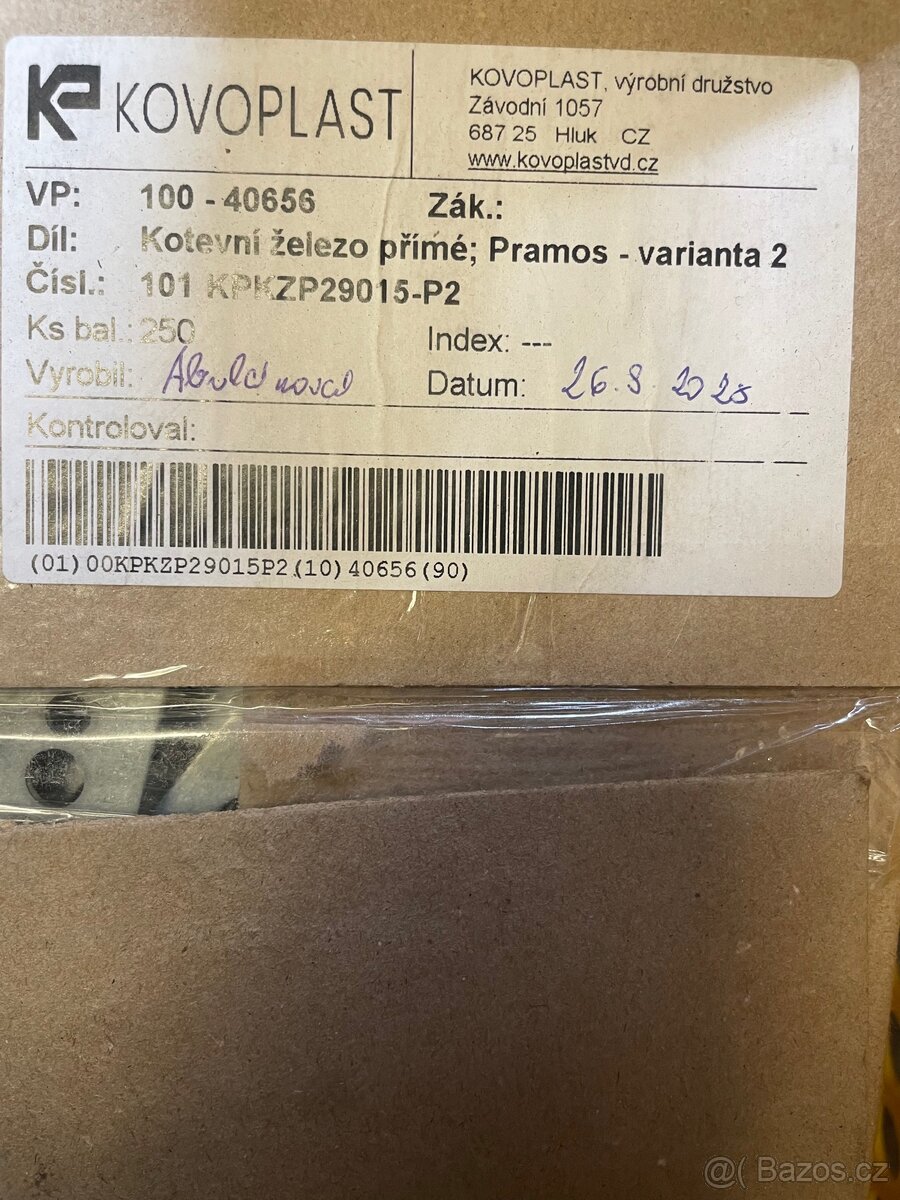 KP KOVOPLAST
KOVOPLAST, výrobní družstvo
Závodní 1057
687 25 Hluk CZ
www.kovoplastvd.cz
VP: 100 - 40656 Zák.:
Díl: Kotevní železo přímé; Pramos - varianta 2
Čísl.: 101 KPKZP29015-P2
Ks bal.: 250 Index: ---
Vyrobil: Datum: 26. 2025
Kontroloval:
(01)00KPKZP29015P2(10)40656(90)
@( Bazos.cz